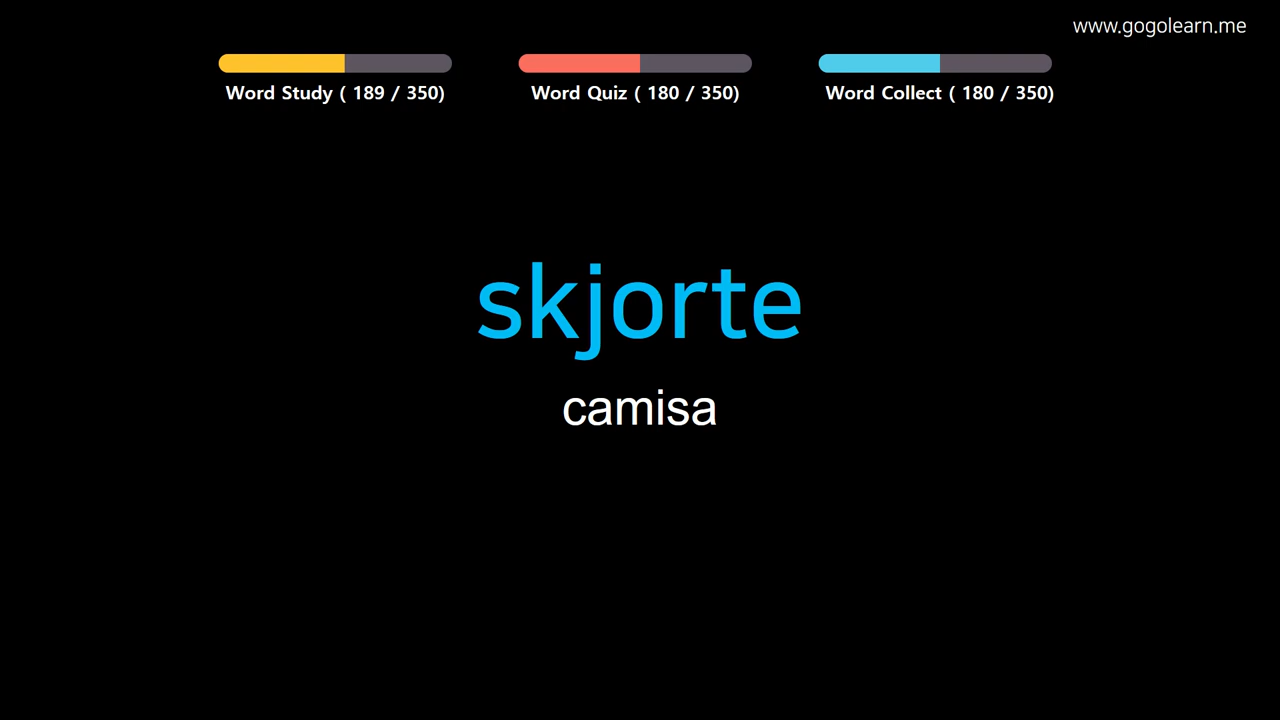 www.gogolearn.me
Word Study ( 189 / 350)
Word Quiz ( 180 / 350)
Word Collect ( 180 / 350)
skjorte
camisa